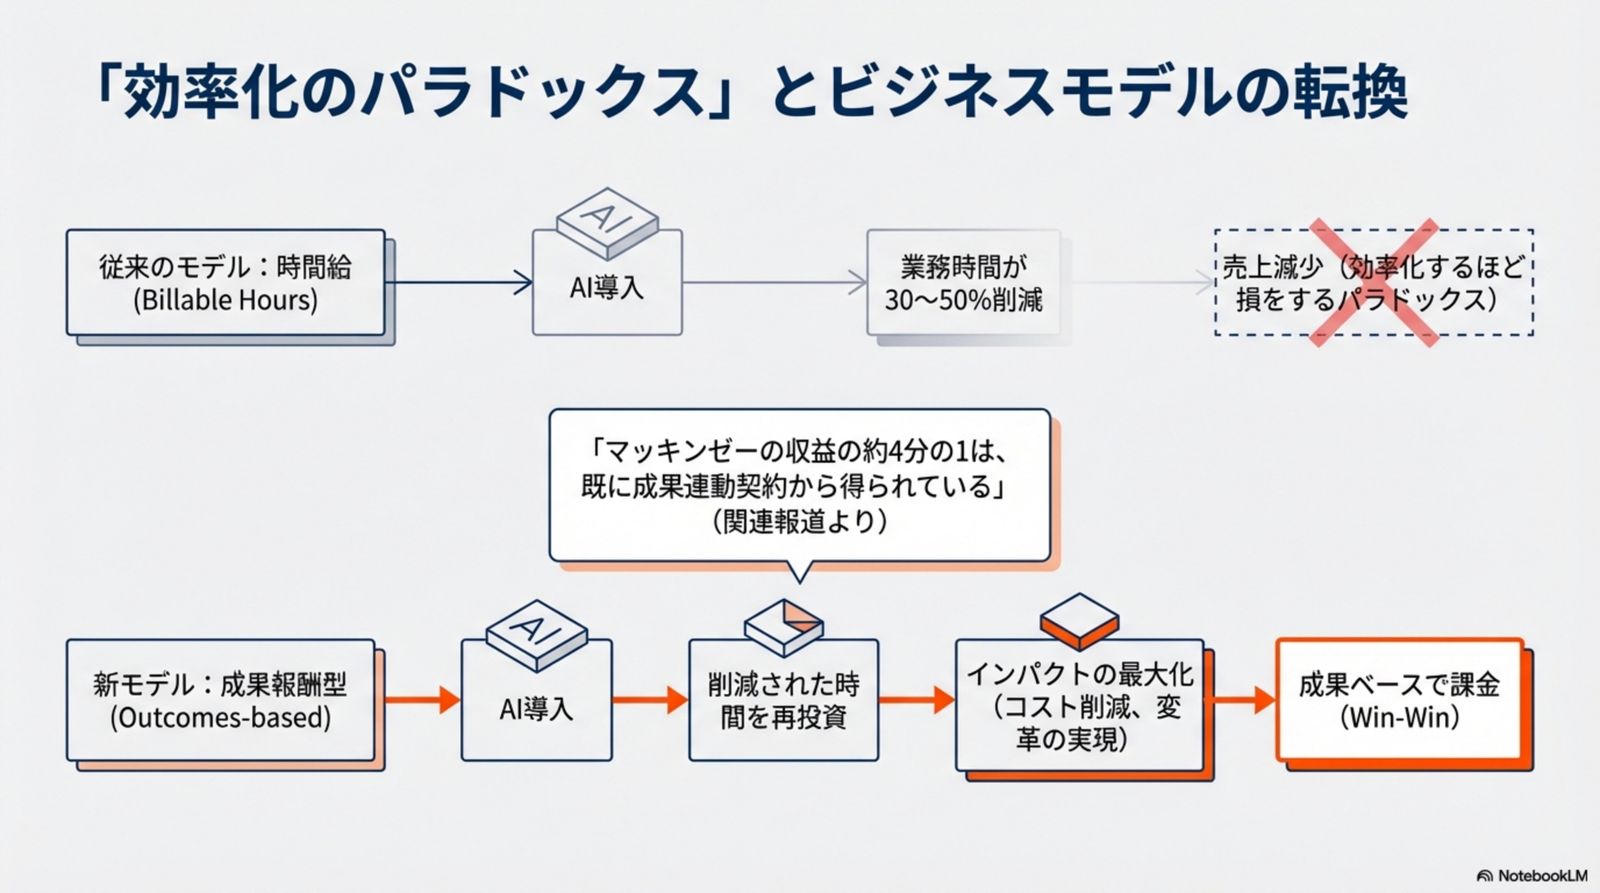 「効率化のパラドックス」とビジネスモデルの転換
従来のモデル：時間給
(Billable Hours)
AI
AI導入
業務時間が
30〜50%削減
売上減少（効率化するほど
損をするパラドックス）
「マッキンゼーの収益の約4分の1は、
既に成果連動契約から得られている」
（関連報道より）
新モデル：成果報酬型
(Outcomes-based)
AI
AI導入
削減された時
間を再投資
インパクトの最大化
（コスト削減、変
革の実現）
成果ベースで課金
（Win-Win）
NotebookLM